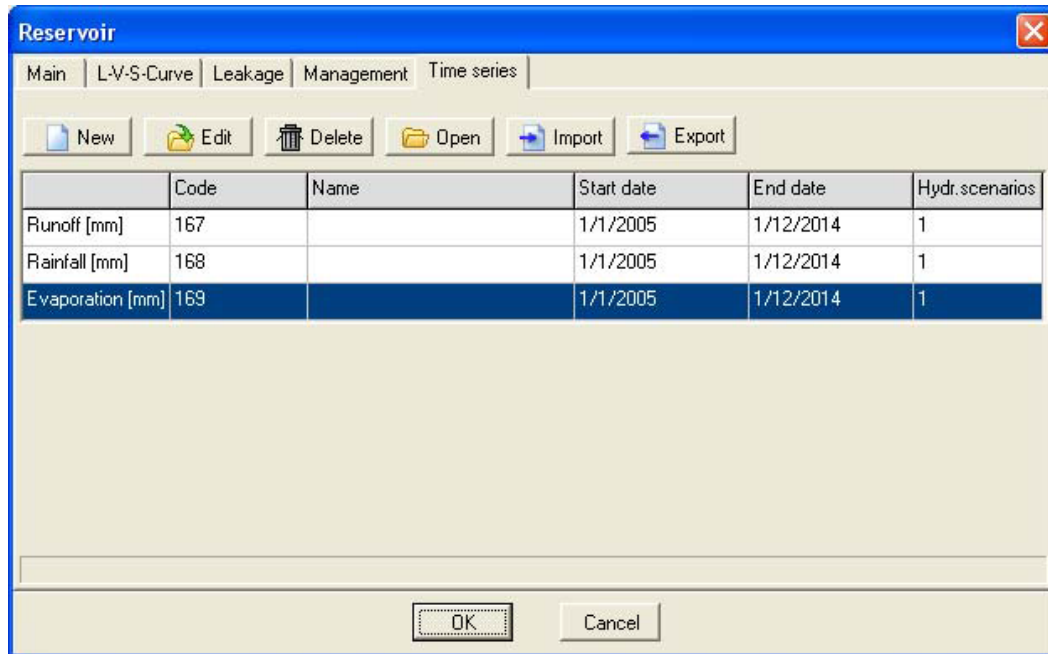 Reservoir
Main L-V-S-Curve Leakage Management Time series
New Edit Delete Open Import Export
Code Name Start date End date Hydr.scenarios
Runoff [mm] 167 1/1/2005 1/12/2014 1
Rainfall [mm] 168 1/1/2005 1/12/2014 1
Evaporation [mm] 169 1/1/2005 1/12/2014 1
OK Cancel